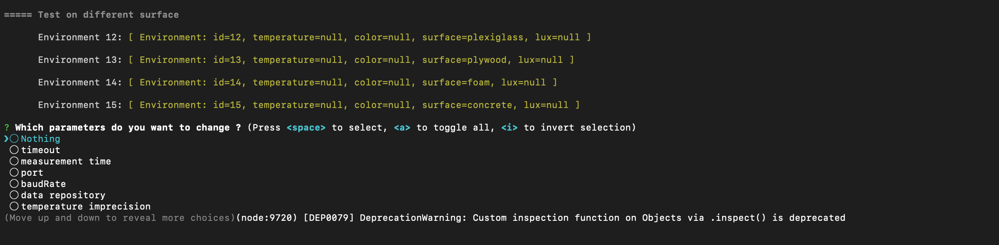 ===== Test on different surface
Environment 12: [ Environment: id=12, temperature=null, color=null, surface=plexiglass, lux=null ]
Environment 13: [ Environment: id=13, temperature=null, color=null, surface=plywood, lux=null ]
Environment 14: [ Environment: id=14, temperature=null, color=null, surface=foam, lux=null ]
Environment 15: [ Environment: id=15, temperature=null, color=null, surface=concrete, lux=null ]
? Which parameters do you want to change ? (Press <space> to select, <a> to toggle all, <i> to invert selection)
❯◯ Nothing
◯ timeout
◯ measurement time
◯ port
◯ baudRate
◯ data repository
◯ temperature imprecision
(Move up and down to reveal more choices)(node:9720) [DEP0079] DeprecationWarning: Custom inspection function on Objects via .inspect() is deprecated